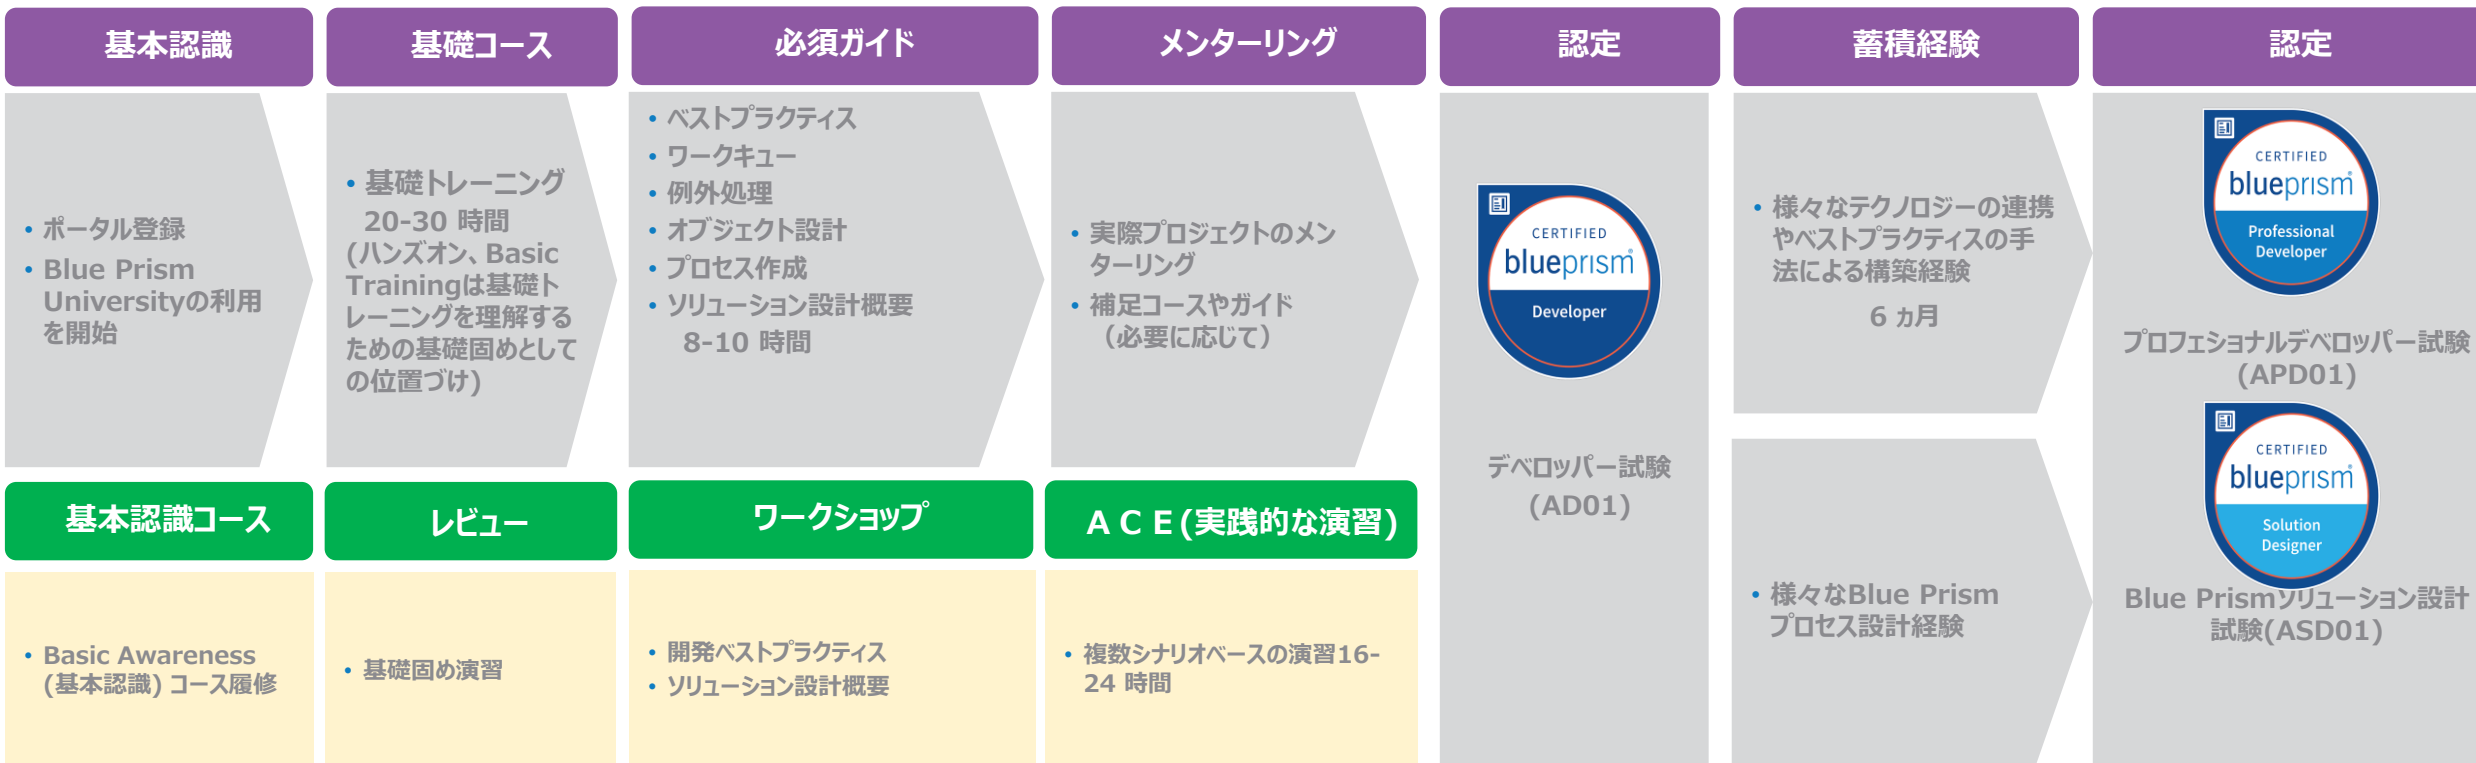 基本認識
基礎コース
必須ガイド
メンターリング
認定
蓄積経験
認定
• ポータル登録
• Blue Prism
Universityの利用
を開始
• 基礎トレーニング
20-30 時間
(ハンズオン、Basic
Trainingは基礎ト
レーニングを理解する
ための基礎固めとして
の位置づけ)
• ベストプラクティス
• ワークキュー
• 例外処理
• オブジェクト設計
• プロセス作成
• ソリューション設計概要
8-10 時間
• 実際プロジェクトのメン
ターリング
• 補足コースやガイド
（必要に応じて）
CERTIFIED
blueprism
Developer
デベロッパー試験
(AD01)
• 様々なテクノロジーの連携
やベストプラクティスの手
法による構築経験
6 ヵ月
• 様々なBlue Prism
プロセス設計経験
CERTIFIED
blueprism
Professional
Developer
プロフェショナルデベロッパー試験
(APD01)
CERTIFIED
blueprism
Solution
Designer
Blue Prismソリューション設計
試験(ASD01)
基本認識コース
レビュー
ワークショップ
ＡＣＥ(実践的な演習)
• Basic Awareness
(基本認識) コース履修
• 基礎固め演習
• 開発ベストプラクティス
• ソリューション設計概要
• 複数シナリオベースの演習16-
24 時間